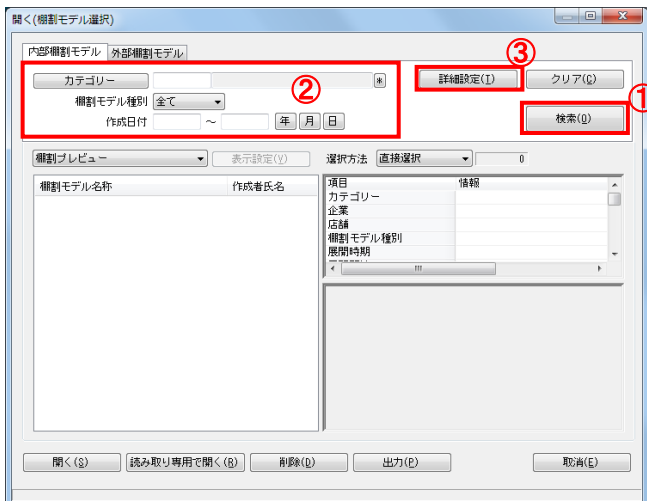 開く(棚割モデル選択)
内部棚割モデル 外部棚割モデル
③
カテゴリー * 詳細設定(I) クリア(C)
②
①
棚割モデル種別 全て
検索(Q)
作成日付 ～ 年 月 日
棚割プレビュー 表示設定(V) 選択方法 直接選択 0
棚割モデル名称 作成者氏名 項目 情報
カテゴリー
企業
店舗
棚割モデル種別
展開時期
開く(S) 読み取り専用で開く(R) 削除(D) 出力(P) 取消(E)